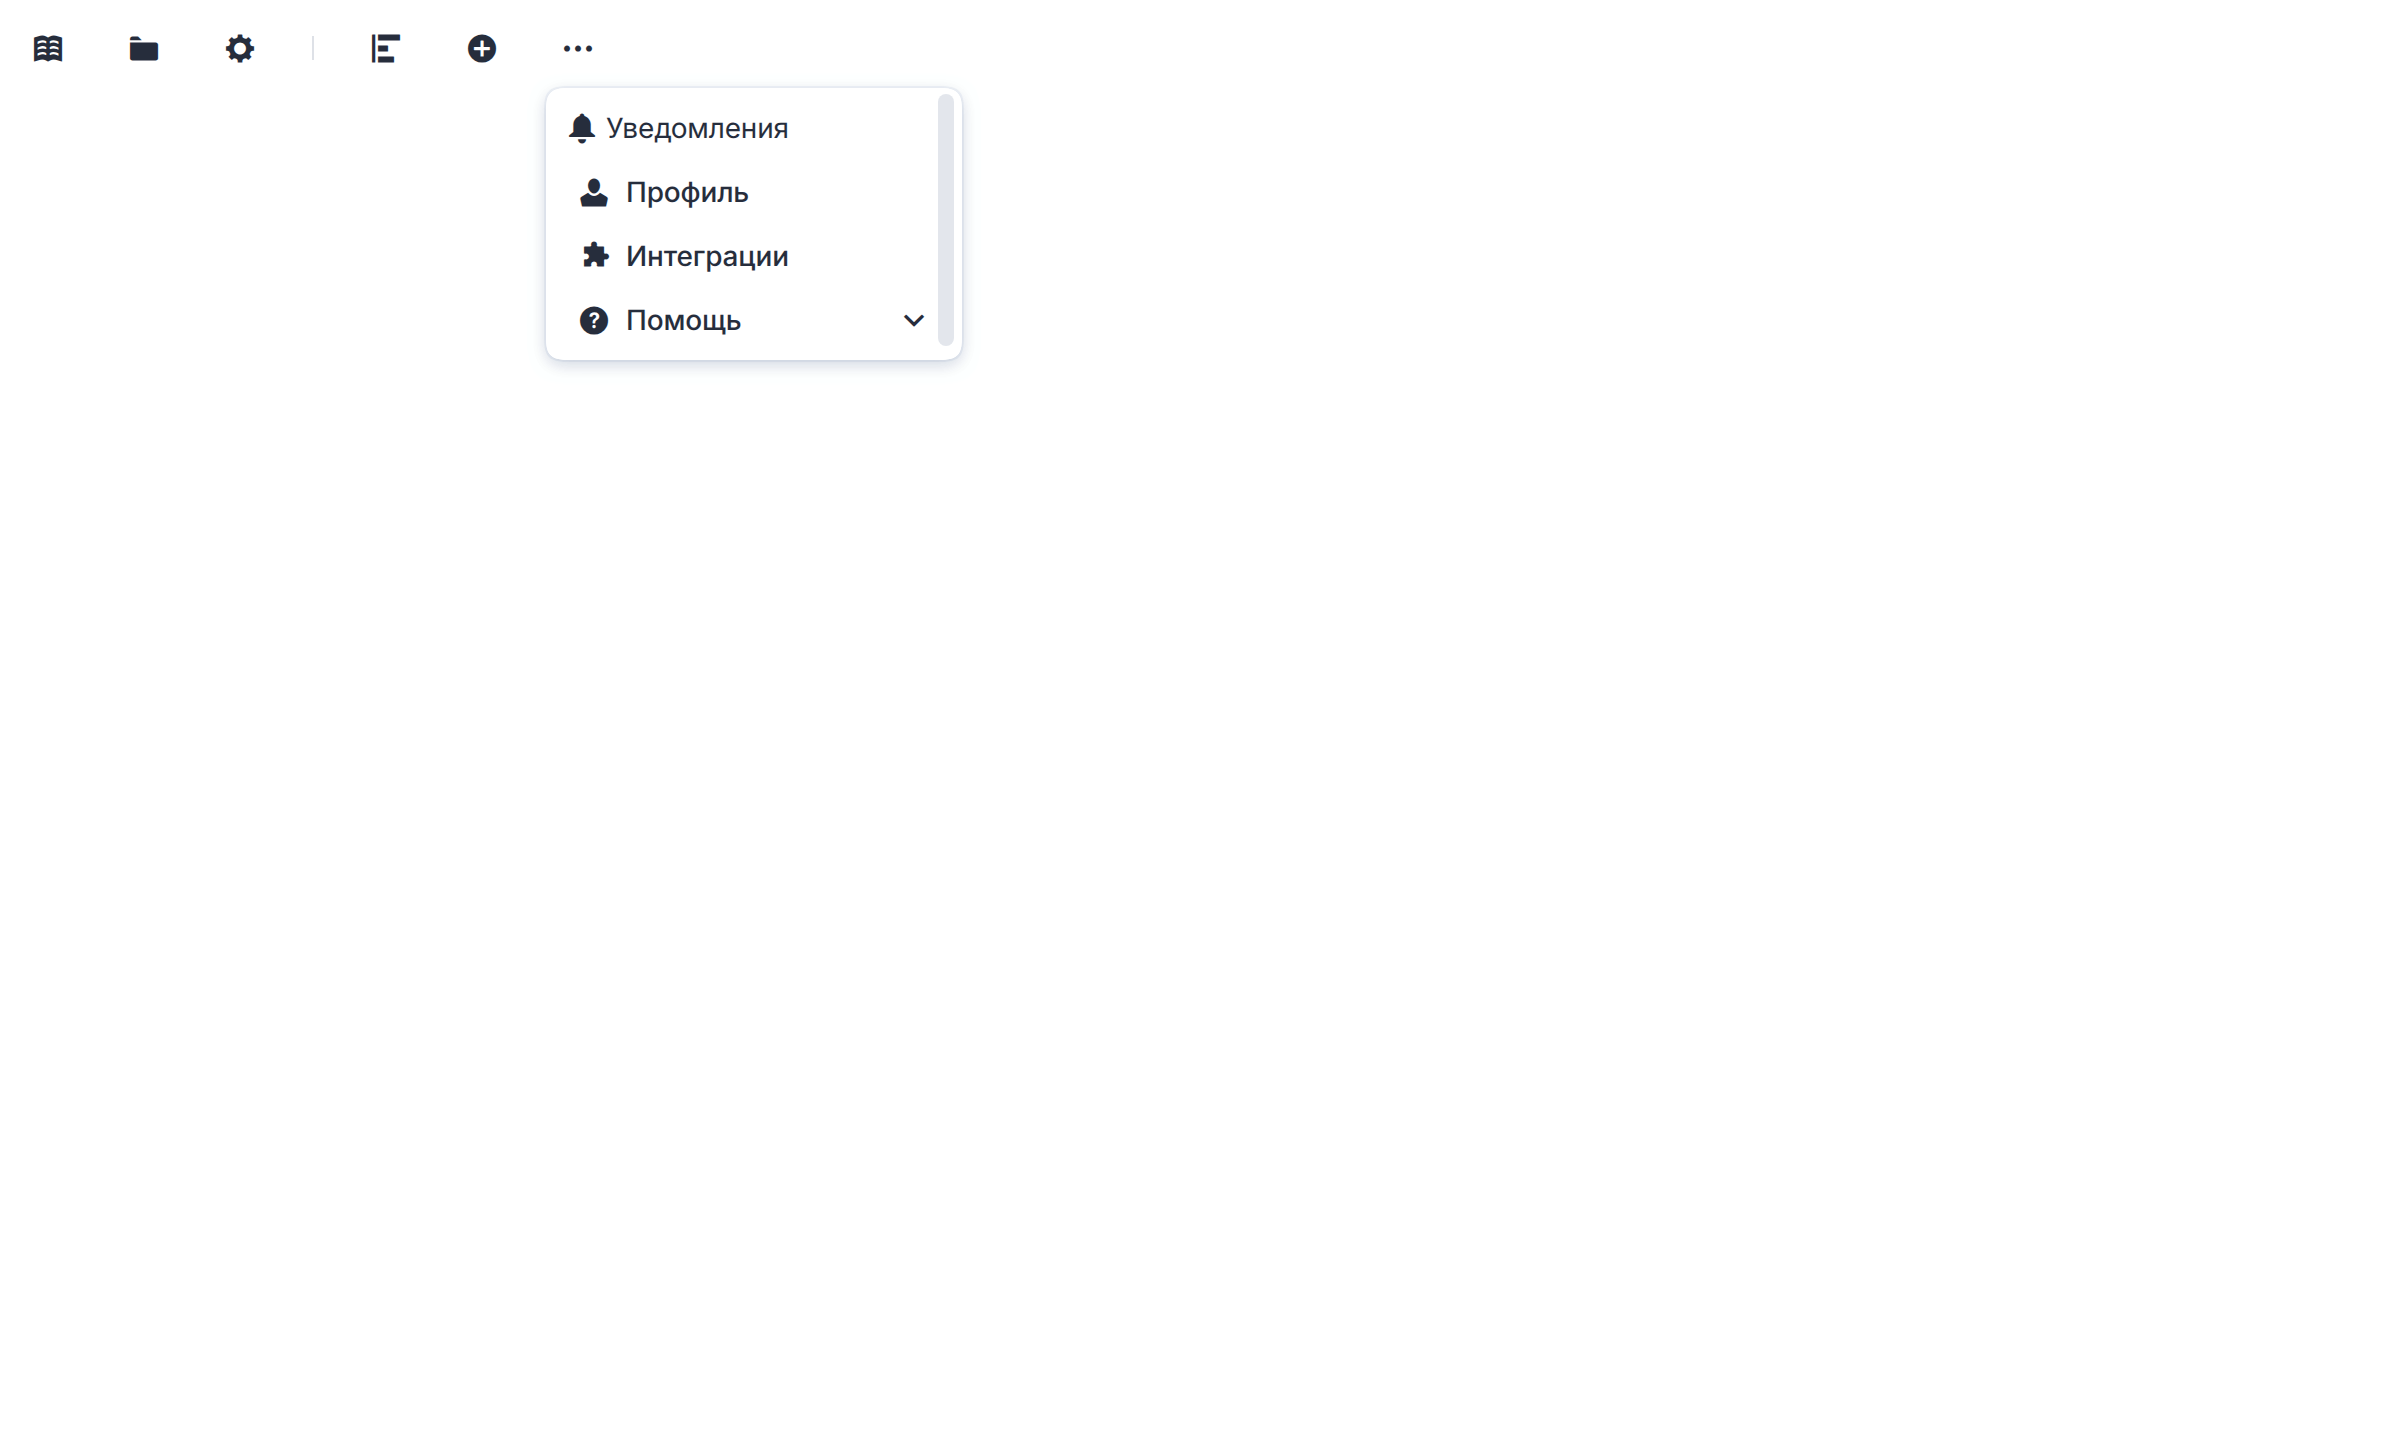 Уведомления
Профиль
Интеграции
Помощь